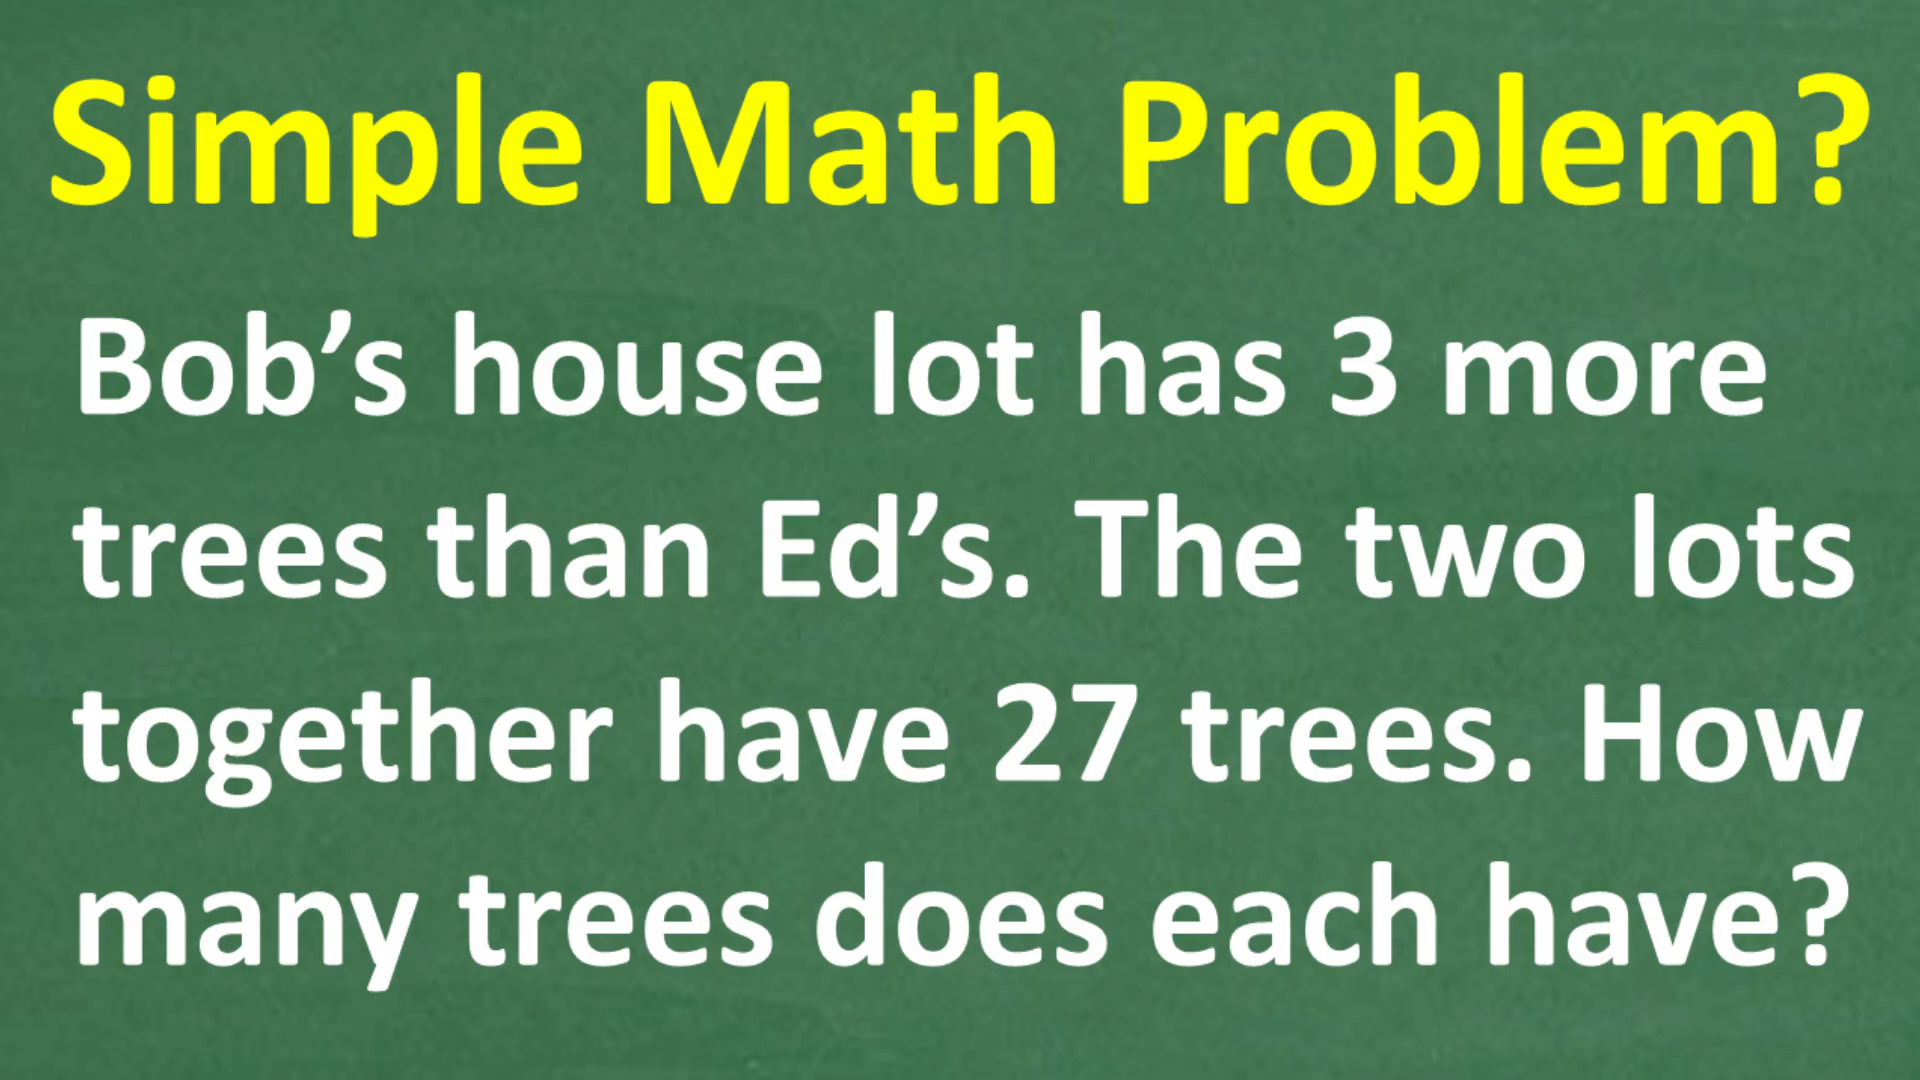 Simple Math Problem?
Bob’s house lot has 3 more
trees than Ed’s. The two lots
together have 27 trees. How
many trees does each have?